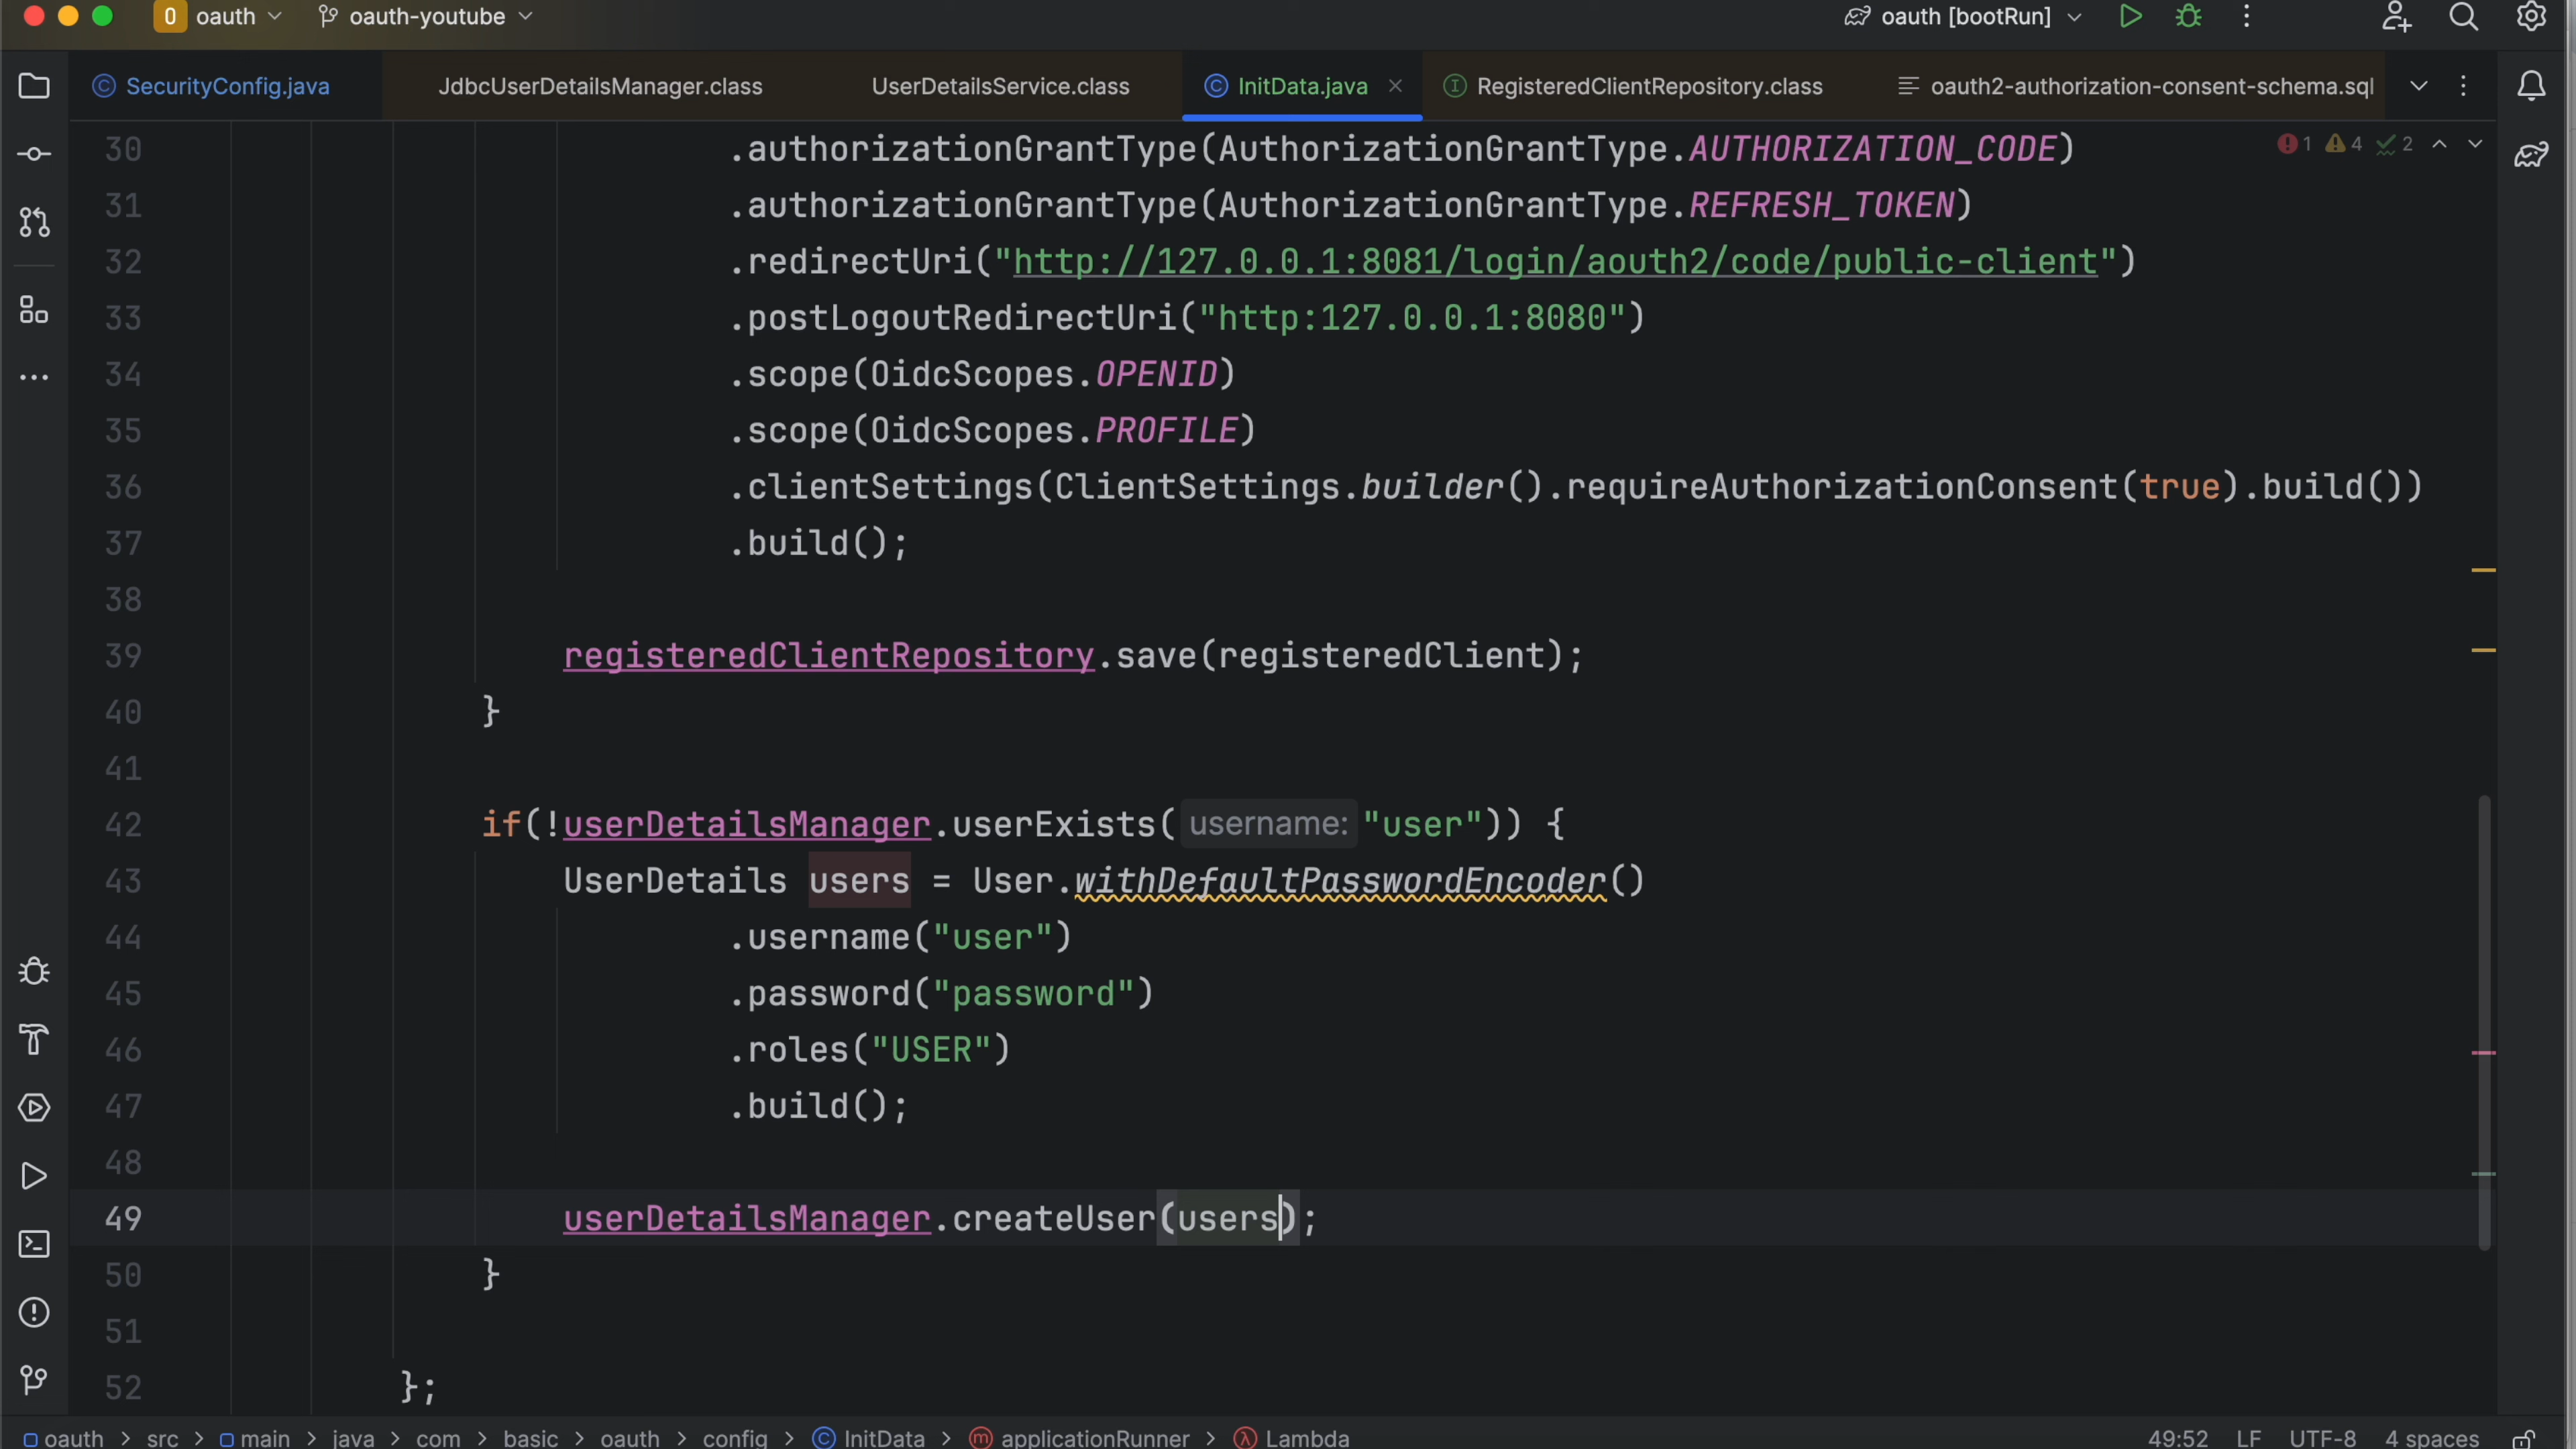 O oauth oauth-youtube oauth [bootRun]
SecurityConfig.java JdbcUserDetailsManager.class UserDetailsService.class InitData.java RegisteredClientRepository.class oauth2-authorization-consent-schema.sql
30 .authorizationGrantType(AuthorizationGrantType.AUTHORIZATION_CODE) 1 4 2
31 .authorizationGrantType(AuthorizationGrantType.REFRESH_TOKEN)
32 .redirectUri("http://127.0.0.1:8081/login/aouth2/code/public-client")
33 .postLogoutRedirectUri("http:127.0.0.1:8080")
34 .scope(OidcScopes.OPENID)
35 .scope(OidcScopes.PROFILE)
36 .clientSettings(ClientSettings.builder().requireAuthorizationConsent(true).build())
37 .build();
38
39 registeredClientRepository.save(registeredClient);
40 }
41
42 if(!userDetailsManager.userExists( username: "user")) {
43 UserDetails users = User.withDefaultPasswordEncoder()
44 .username("user")
45 .password("password")
46 .roles("USER")
47 .build();
48
49 userDetailsManager.createUser(users);
50 }
51
52 };
oauth > src > main > java > com > basic > oauth > config > InitData > applicationRunner > Lambda 49:52 LF UTF-8 4 spaces